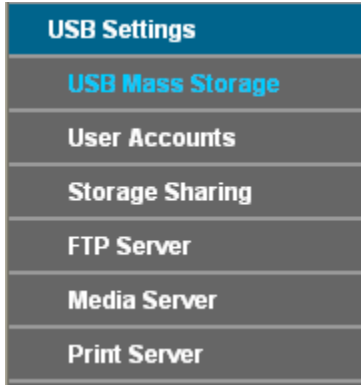 USB Settings
USB Mass Storage
User Accounts
Storage Sharing
FTP Server
Media Server
Print Server